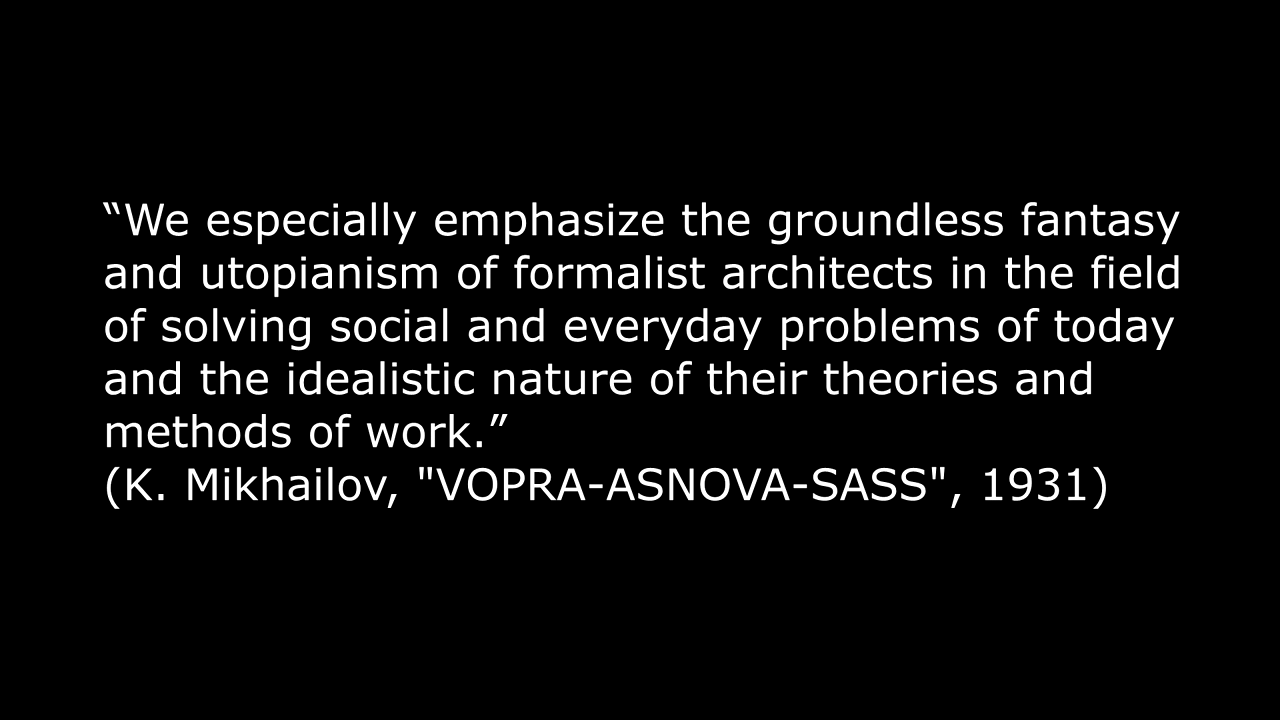 “We especially emphasize the groundless fantasy
and utopianism of formalist architects in the field
of solving social and everyday problems of today
and the idealistic nature of their theories and
methods of work.”
(K. Mikhailov, "VOPRA-ASNOVA-SASS", 1931)